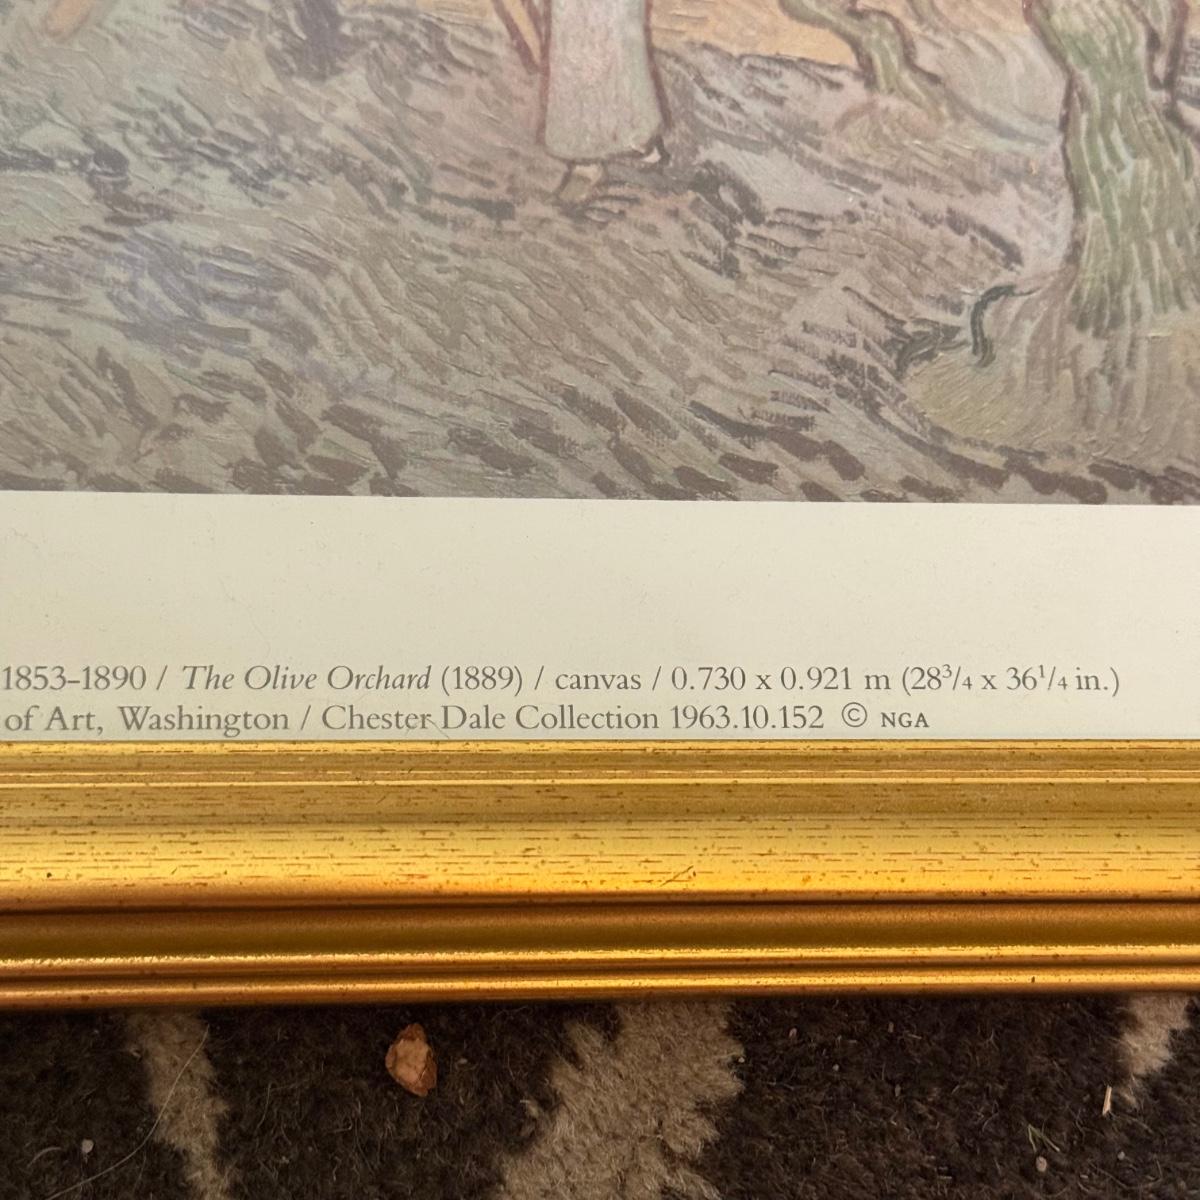 1853–1890 / The Olive Orchard (1889) / canvas / 0.730 x 0.921 m (28³/4 x 36¹/4 in.)
of Art, Washington / Chester Dale Collection 1963.10.152 © NGA